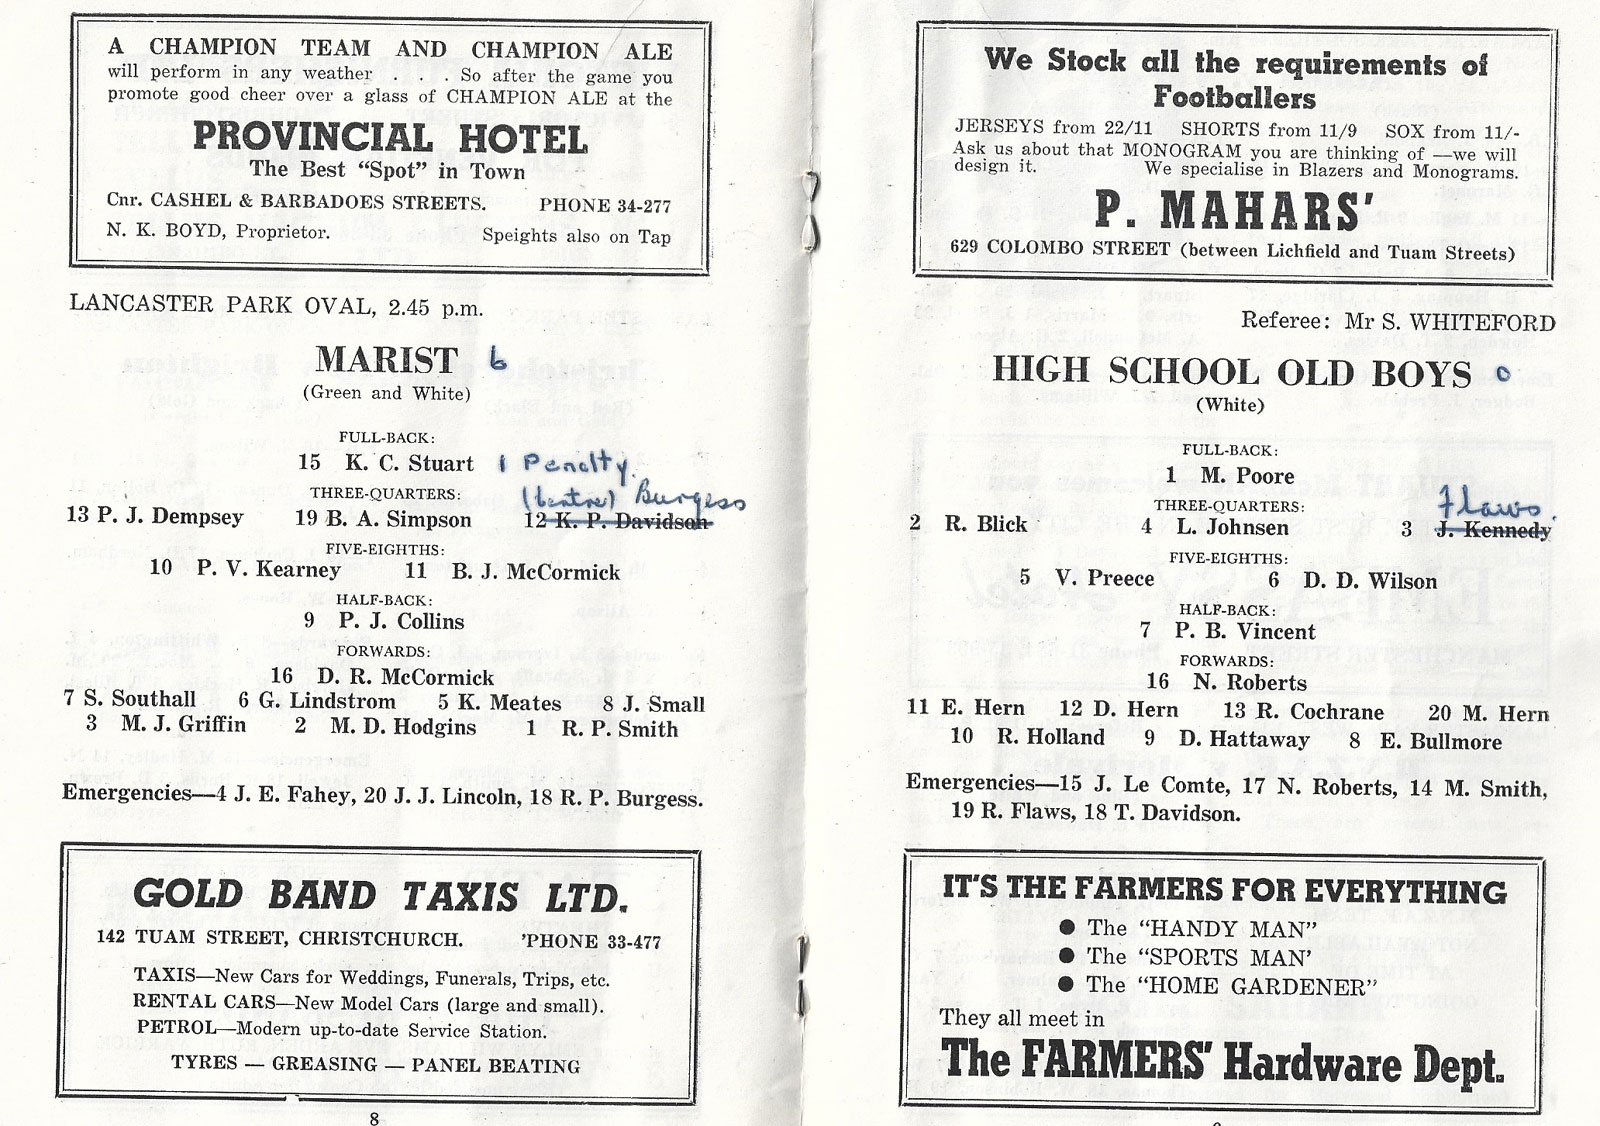 A CHAMPION TEAM AND CHAMPION ALE
will perform in any weather . . . So after the game you
promote good cheer over a glass of CHAMPION ALE at the
PROVINCIAL HOTEL
The Best "Spot" in Town
Cnr. CASHEL & BARBADOES STREETS. PHONE 34-277
N. K. BOYD, Proprietor. Speights also on Tap
LANCASTER PARK OVAL, 2.45 p.m.
MARIST 6
(Green and White)
FULL-BACK:
15 K. C. Stuart 1 Penalty.
THREE-QUARTERS: (Centre) Burgess
13 P. J. Dempsey 19 B. A. Simpson 12 K. P. Davidson
FIVE-EIGHTHS:
10 P. V. Kearney 11 B. J. McCormick
HALF-BACK:
9 P. J. Collins
FORWARDS:
16 D. R. McCormick
7 S. Southall 6 G. Lindstrom 5 K. Meates 8 J. Small
3 M. J. Griffin 2 M. D. Hodgins 1 R. P. Smith
Emergencies—4 J. E. Fahey, 20 J. J. Lincoln, 18 R. P. Burgess.
GOLD BAND TAXIS LTD.
142 TUAM STREET, CHRISTCHURCH. 'PHONE 33-477
TAXIS—New Cars for Weddings, Funerals, Trips, etc.
RENTAL CARS—New Model Cars (large and small).
PETROL—Modern up-to-date Service Station.
TYRES — GREASING — PANEL BEATING
8
We Stock all the requirements of
Footballers
JERSEYS from 22/11 SHORTS from 11/9 SOX from 11/-
Ask us about that MONOGRAM you are thinking of —we will
design it. We specialise in Blazers and Monograms.
P. MAHARS'
629 COLOMBO STREET (between Lichfield and Tuam Streets)
Referee: Mr S. WHITEFORD
HIGH SCHOOL OLD BOYS 0
(White)
FULL-BACK:
1 M. Poore
THREE-QUARTERS: Flaws.
2 R. Blick 4 L. Johnsen 3 J. Kennedy
FIVE-EIGHTHS:
5 V. Preece 6 D. D. Wilson
HALF-BACK:
7 P. B. Vincent
FORWARDS:
16 N. Roberts
11 E. Hern 12 D. Hern 13 R. Cochrane 20 M. Hern
10 R. Holland 9 D. Hattaway 8 E. Bullmore
Emergencies—15 J. Le Comte, 17 N. Roberts, 14 M. Smith,
19 R. Flaws, 18 T. Davidson.
IT'S THE FARMERS FOR EVERYTHING
● The "HANDY MAN"
● The "SPORTS MAN'
● The "HOME GARDENER"
They all meet in
The FARMERS' Hardware Dept.